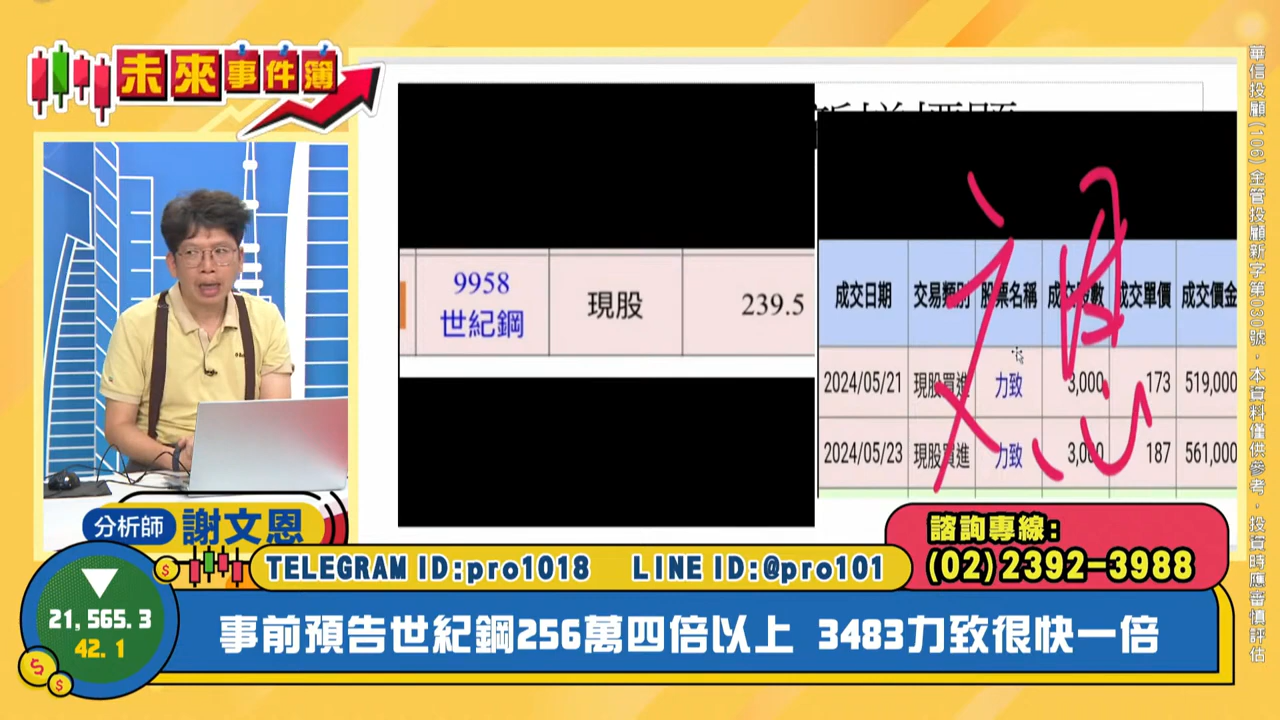 未來事件簿
9958
世紀鋼
現股
239.5
成交日期 交易類別 股票名稱 成交股數 成交單價 成交價金
2024/05/21 現股買進 力致 3,000 173 519,000
2024/05/23 現股買進 力致 3,000 187 561,000
文恩
分析師 謝文恩
諮詢專線:
(02)2392-3988
TELEGRAM ID:pro1018 LINE ID:@pro101
21,565.3
42.1
事前預告世紀鋼256萬四倍以上 3483力致很快一倍
華信投顧(106)金管投顧新字第030號,本資料僅供參考,投資時應審慎評估